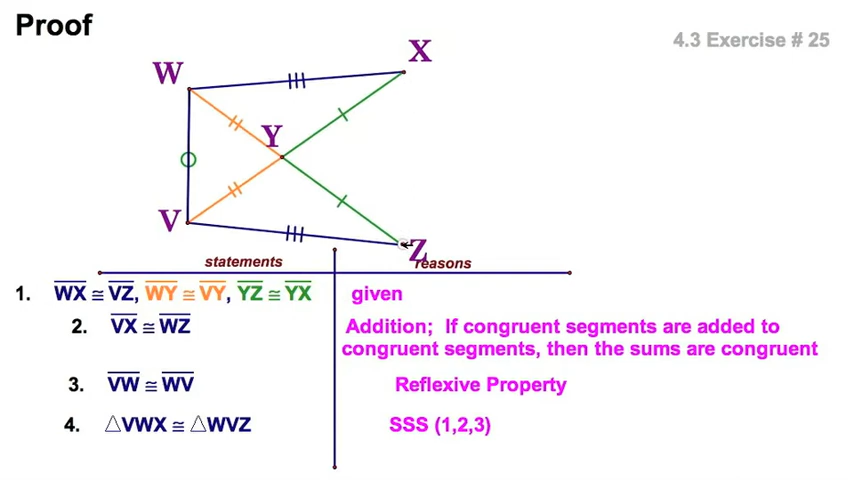 Proof
4.3 Exercise # 25
X
W
Y
V
Z
statements
reasons
1. WX ≅ VZ, WY ≅ VY, YZ ≅ YX given
2. VX ≅ WZ Addition; If congruent segments are added to
congruent segments, then the sums are congruent
3. VW ≅ WV Reflexive Property
4. △VWX ≅ △WVZ SSS (1,2,3)